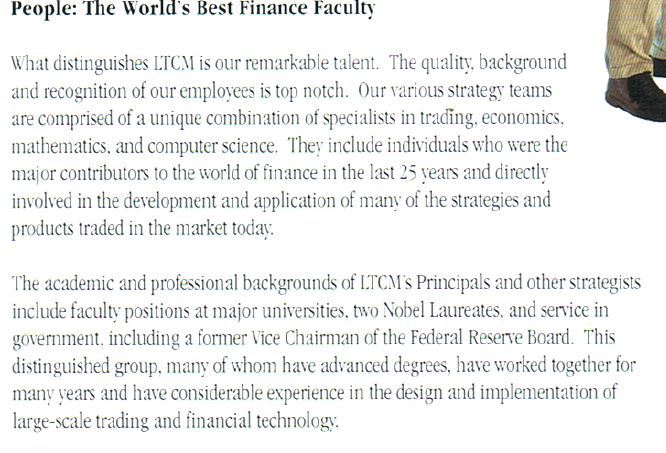 People: The World's Best Finance Faculty
What distinguishes LTCM is our remarkable talent. The quality, background
and recognition of our employees is top notch. Our various strategy teams
are comprised of a unique combination of specialists in trading, economics,
mathematics, and computer science. They include individuals who were the
major contributors to the world of finance in the last 25 years and directly
involved in the development and application of many of the strategies and
products traded in the market today.
The academic and professional backgrounds of LTCM's Principals and other strategists
include faculty positions at major universities, two Nobel Laureates, and service in
government, including a former Vice Chairman of the Federal Reserve Board. This
distinguished group, many of whom have advanced degrees, have worked together for
many years and have considerable experience in the design and implementation of
large-scale trading and financial technology.